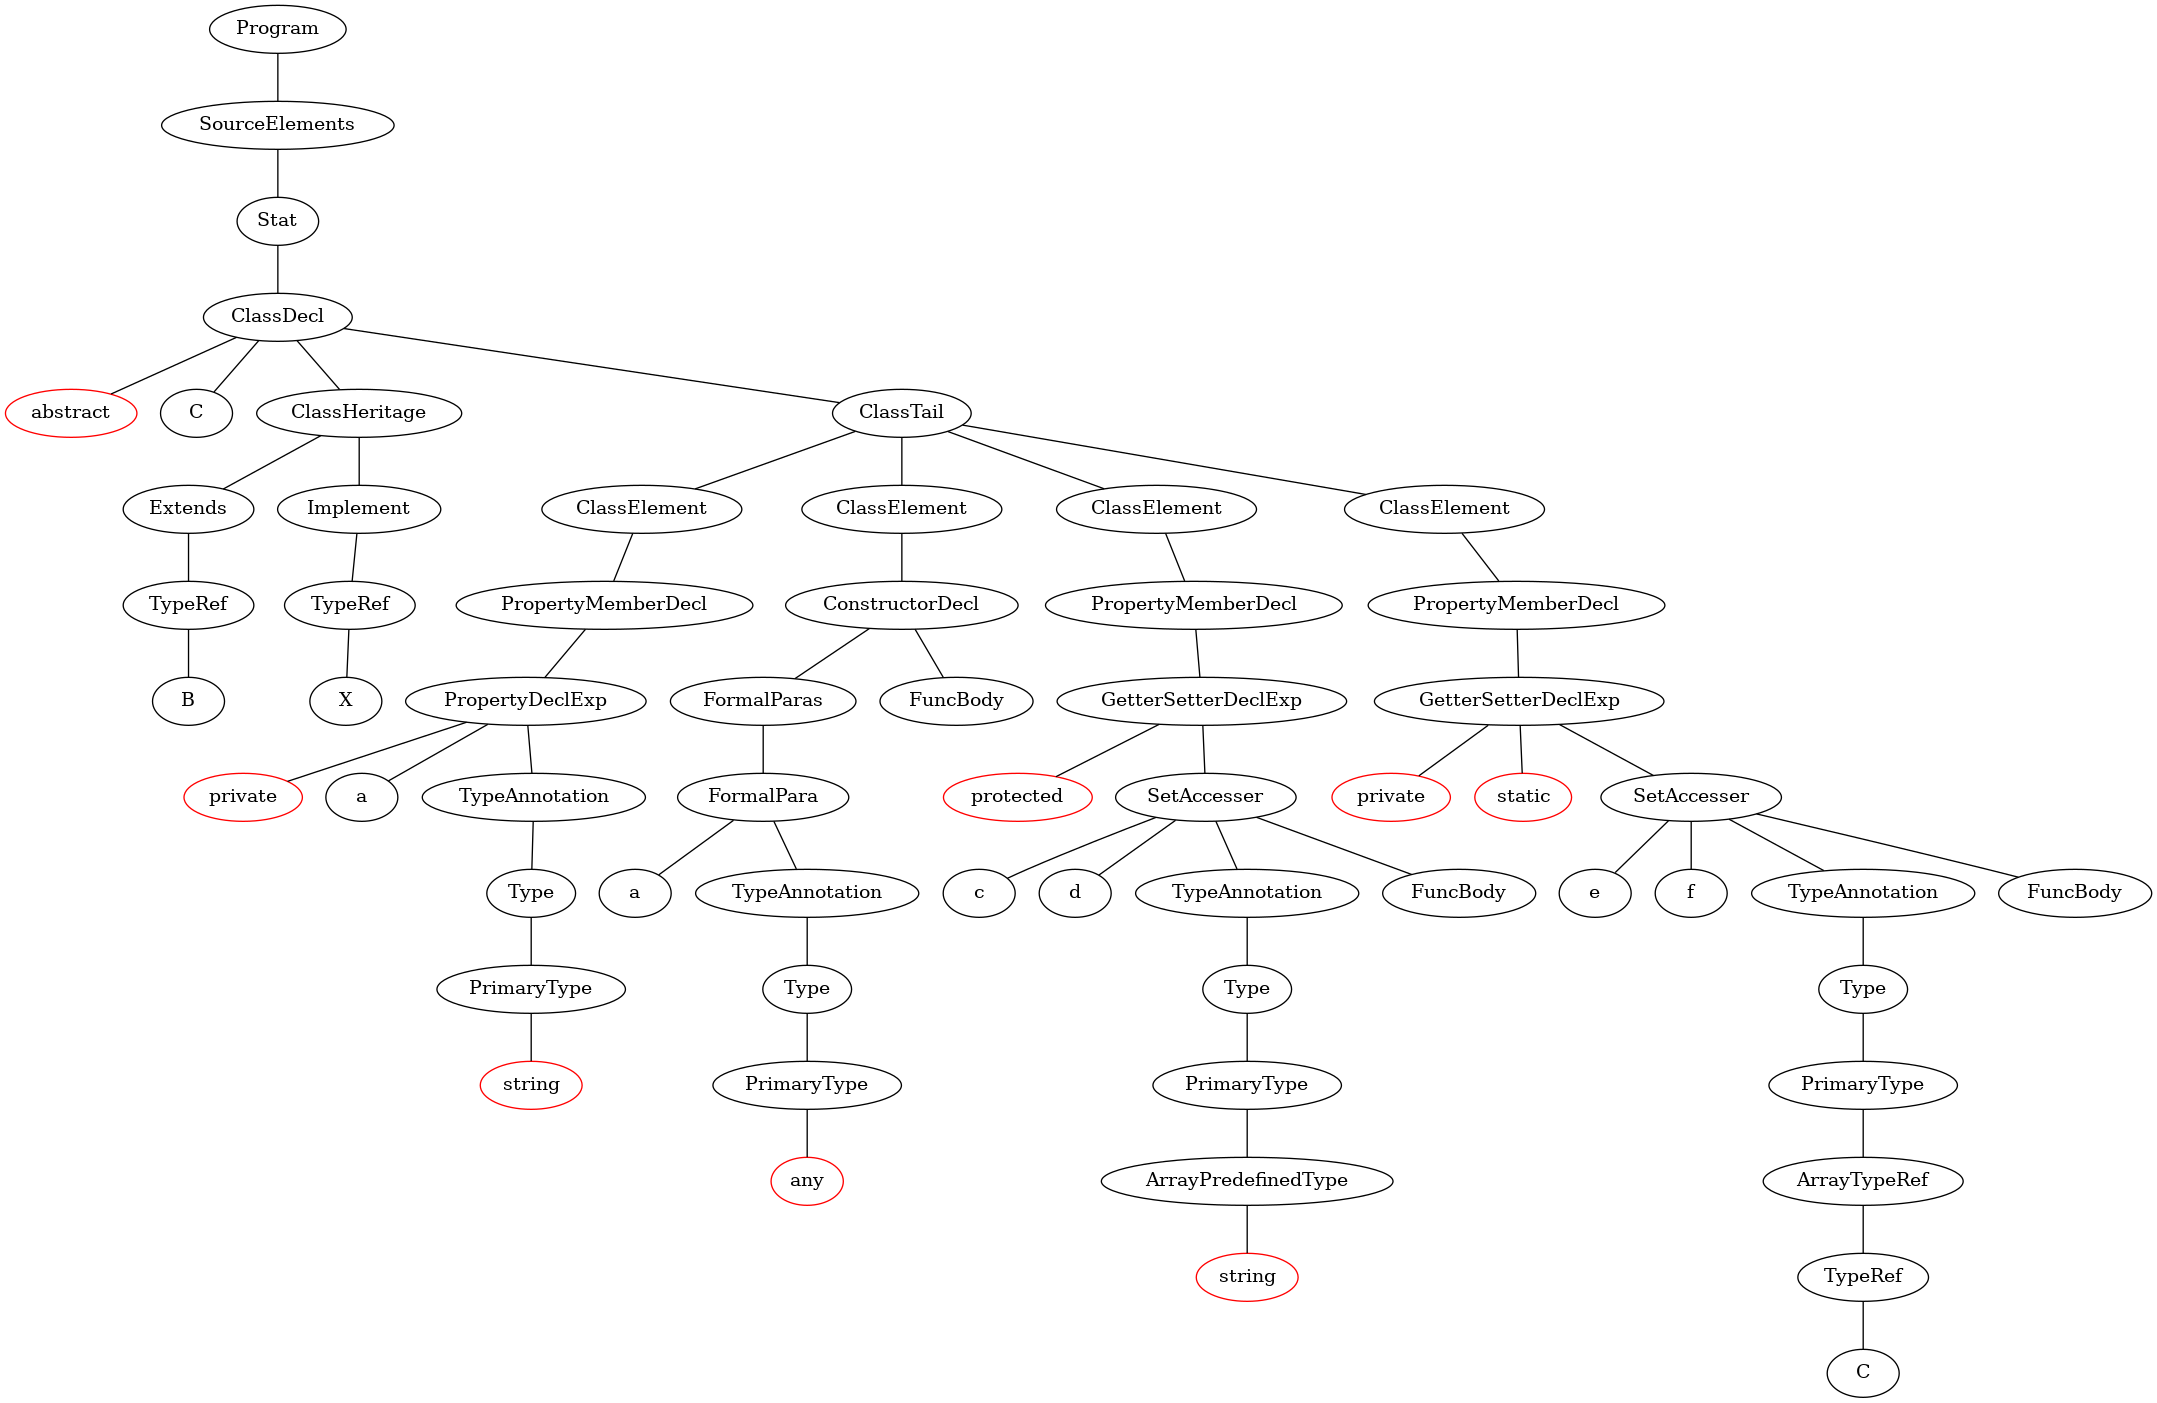 Program
SourceElements
Stat
ClassDecl
abstract C ClassHeritage ClassTail
Extends Implement ClassElement ClassElement ClassElement ClassElement
TypeRef TypeRef PropertyMemberDecl ConstructorDecl PropertyMemberDecl PropertyMemberDecl
B X PropertyDeclExp FormalParas FuncBody GetterSetterDeclExp GetterSetterDeclExp
private a TypeAnnotation FormalPara protected SetAccesser private static SetAccesser
Type a TypeAnnotation c d TypeAnnotation FuncBody e f TypeAnnotation FuncBody
PrimaryType Type Type Type
string PrimaryType PrimaryType PrimaryType
any ArrayPredefinedType ArrayTypeRef
string TypeRef
C